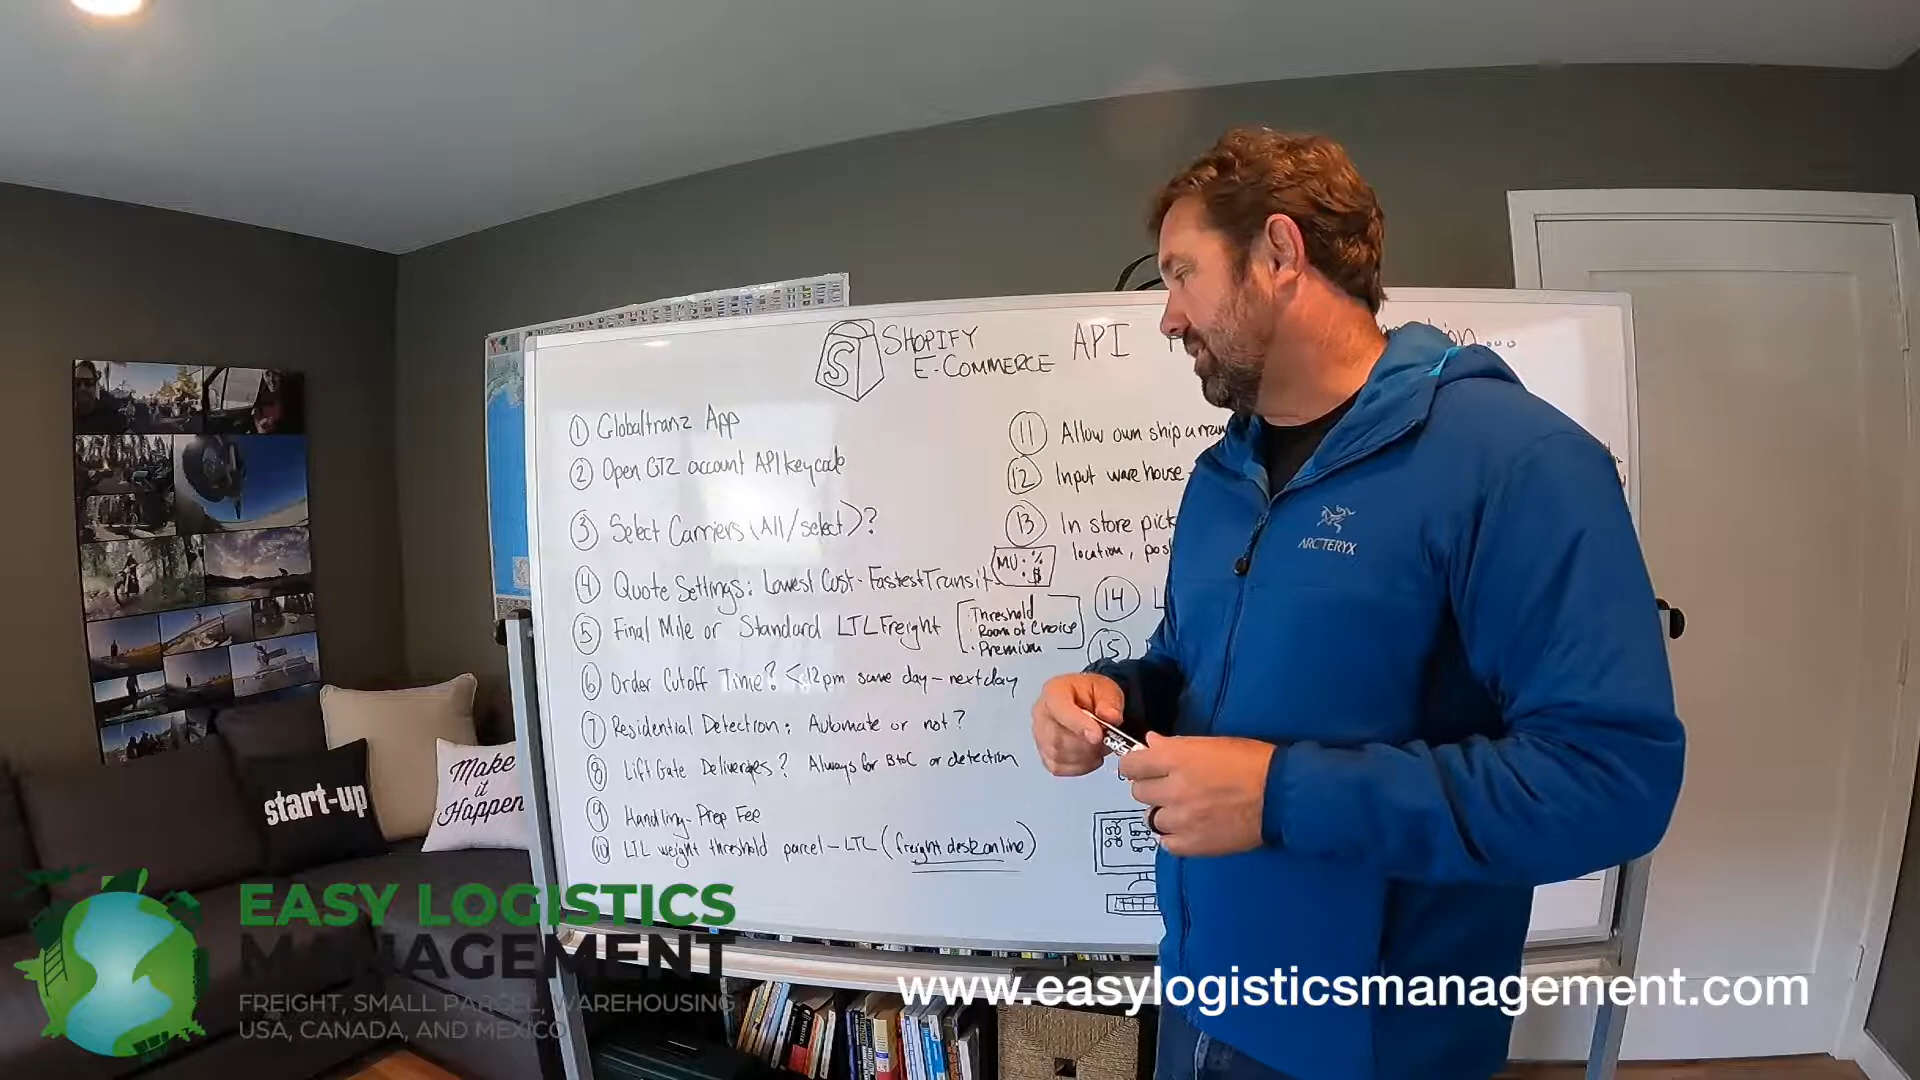 SHOPIFY
E-COMMERCE
API
① Globaltranz App
② Open GTZ account API keycode
③ Select Carriers (All/select)?
④ Quote Settings: Lowest Cost - Fastest Transit
MU · %
· $
⑤ Final Mile or Standard LTL Freight
· Threshold
· Room of Choice
· Premium
⑥ Order Cutoff Time? < 12pm same day - next day
⑦ Residential Detection: Automate or not?
⑧ LiftGate Deliveries? Always for BtoC or detection
⑨ Handling-Prep Fee
⑩ LTL weight threshold parcel - LTL (freight desk online)
⑪ Allow own ship
⑫ Input warehouse
⑬ In store
location,
⑭
⑮
ARC'TERYX
start-up
Make
it
Happen
EASY LOGISTICS
MANAGEMENT
FREIGHT, SMALL PARCEL, WAREHOUSING
USA, CANADA, AND MEXICO
www.easylogisticsmanagement.com